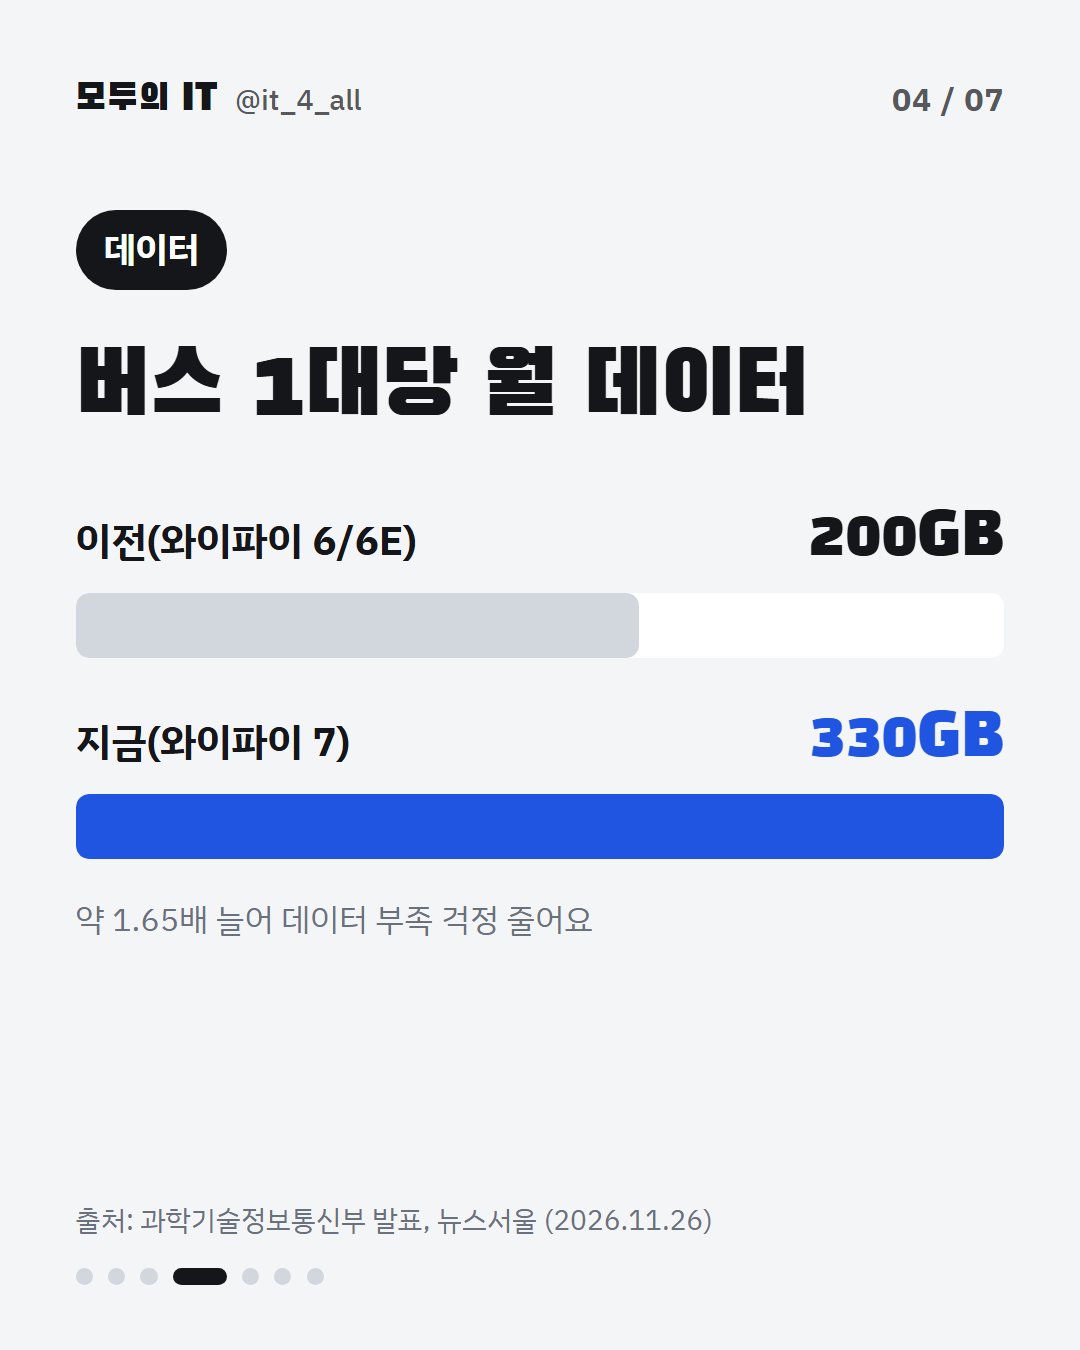 모두의 IT @it_4_all
04 / 07
데이터
버스 1대당 월 데이터
이전(와이파이 6/6E) 200GB
지금(와이파이 7) 330GB
약 1.65배 늘어 데이터 부족 걱정 줄어요
출처: 과학기술정보통신부 발표, 뉴스서울 (2026.11.26)